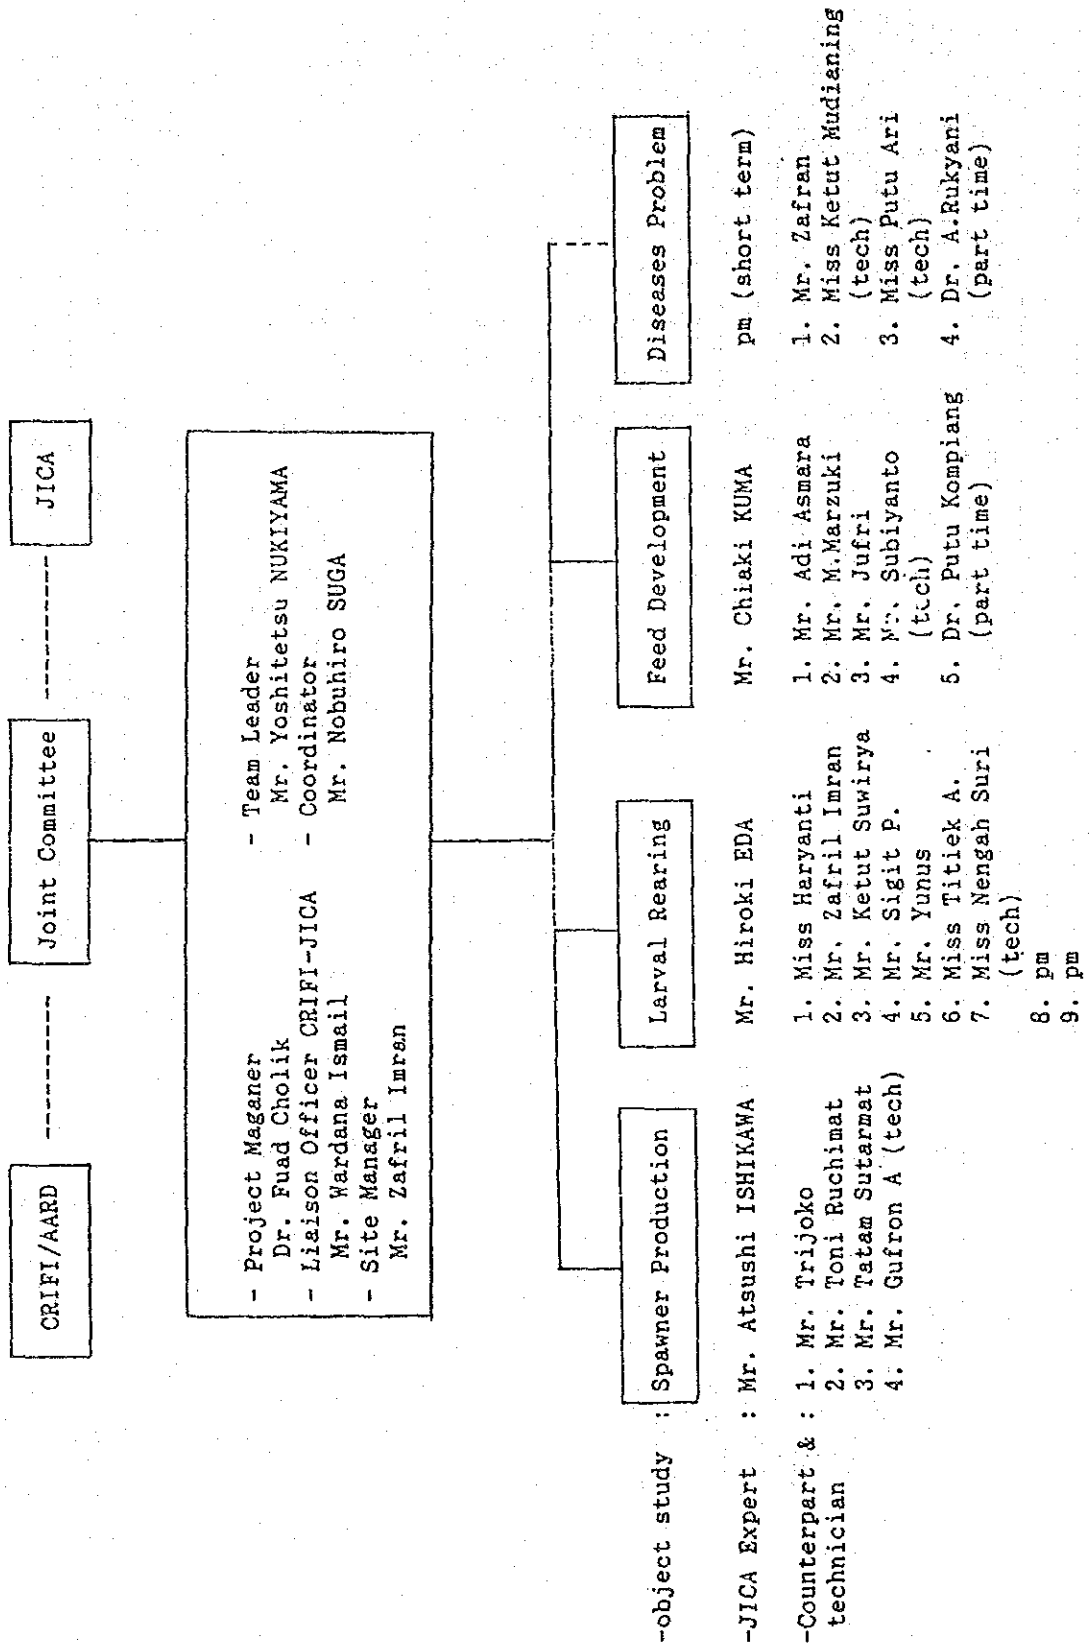 CRIFI/AARD ---------- Joint Committee ---------- JICA
- Project Maganer
Dr. Fuad Cholik
- Liaison Officer CRIFI-JICA
Mr. Wardana Ismail
- Site Manager
Mr. Zafril Imran
- Team Leader
Mr. Yoshitetsu NUKIYAMA
- Coordinator
Mr. Nobuhiro SUGA
-object study : Spawner Production
Larval Rearing
Feed Development
Diseases Problem
-JICA Expert : Mr. Atsushi ISHIKAWA
Mr. Hiroki EDA
Mr. Chiaki KUMA
pm (short term)
-Counterpart & : 
technician
1. Mr. Trijoko
2. Mr. Toni Ruchimat
3. Mr. Tatam Sutarmat
4. Mr. Gufron A (tech)
1. Miss Haryanti
2. Mr. Zafril Imran
3. Mr. Ketut Suwirya
4. Mr. Sigit P.
5. Mr. Yunus
6. Miss Titiek A.
7. Miss Nengah Suri
(tech)
8. pm
9. pm
1. Mr. Adi Asmara
2. Mr. M.Marzuki
3. Mr. Jufri
4. Mr. Subiyanto
(tech)
5. Dr. Putu Kompiang
(part time)
1. Mr. Zafran
2. Miss Ketut Mudianing
(tech)
3. Miss Putu Ari
(tech)
4. Dr. A.Rukyani
(part time)